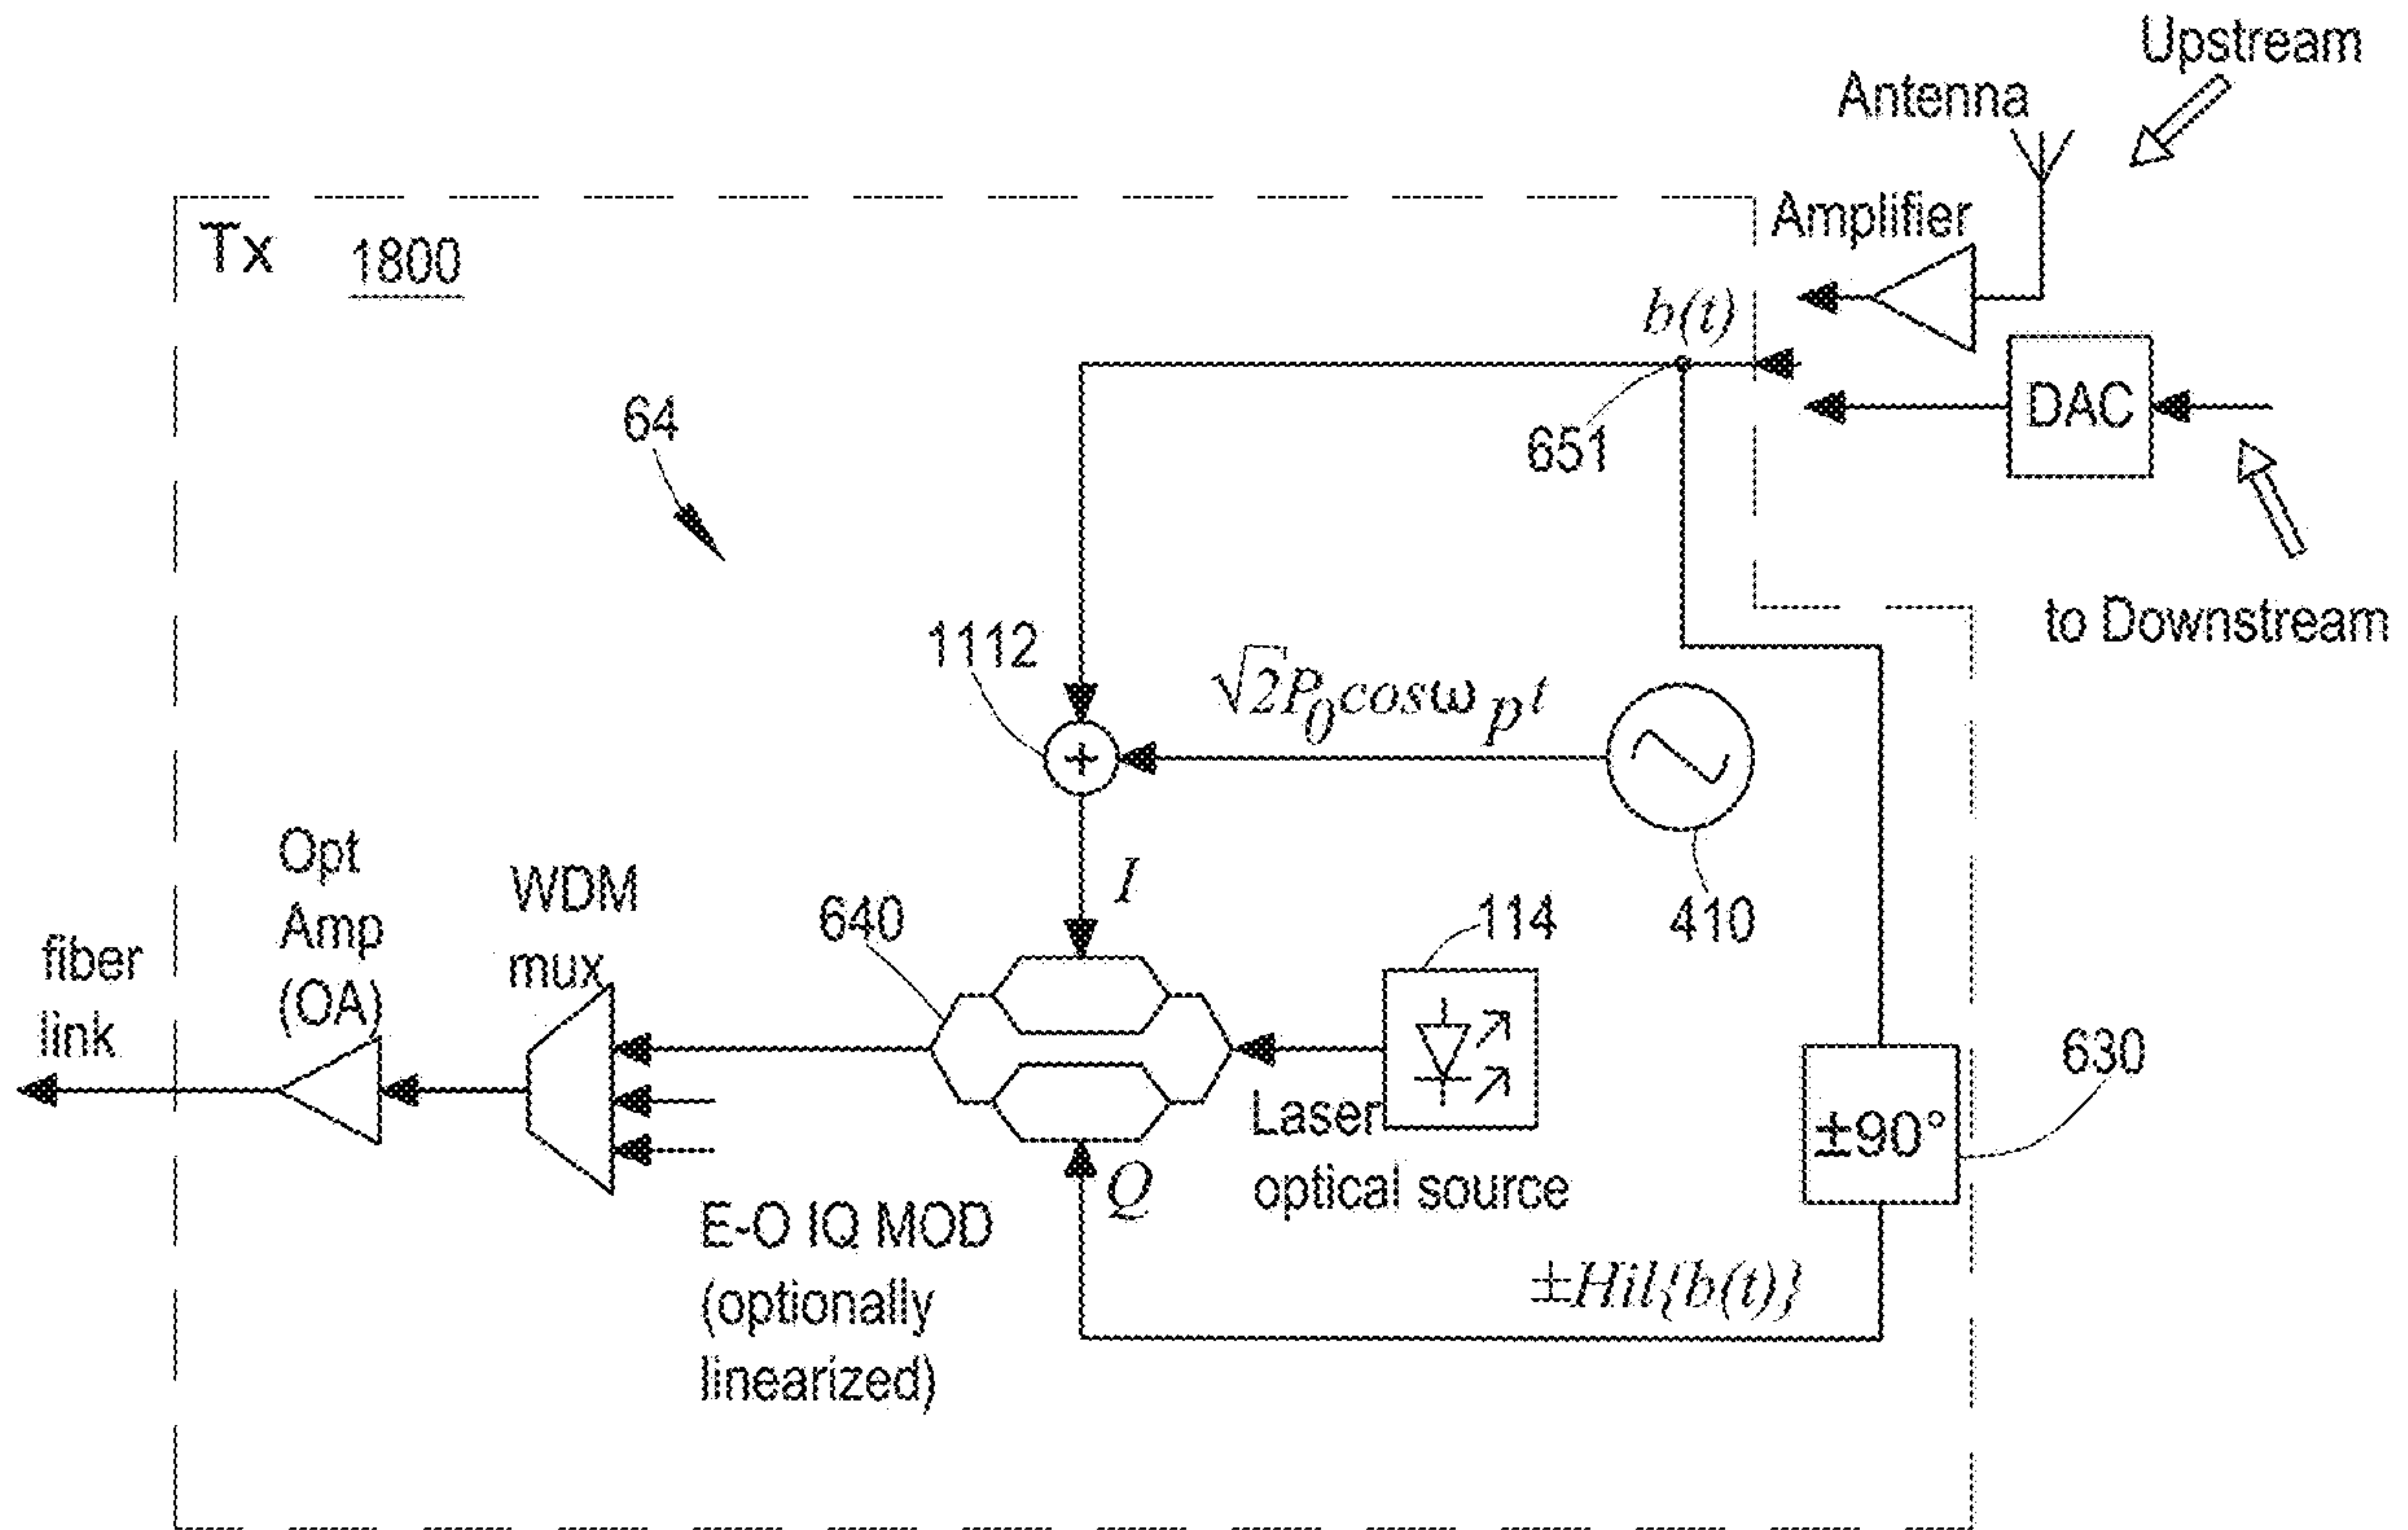 Upstream
Antenna
Amplifier
Tx 1800
b(t)
DAC
64
651
to Downstream
1112
√2P₀cosω_p t
+
Opt
Amp
(OA)
WDM
mux
I
640
114
410
fiber
link
630
±90°
Laser
optical source
Q
E-O IQ MOD
(optionally
linearized)
±Hil{b(t)}